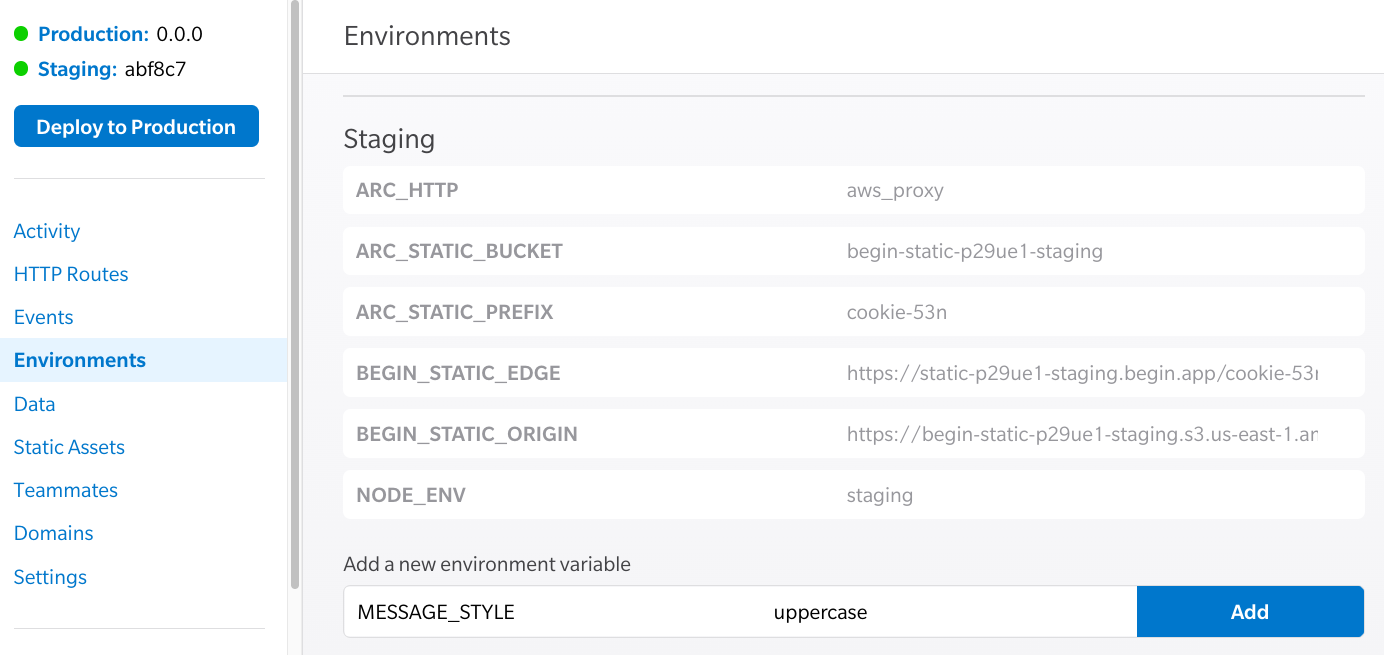 Production: 0.0.0
Staging: abf8c7
Deploy to Production
Activity
HTTP Routes
Events
Environments
Data
Static Assets
Teammates
Domains
Settings
Environments
Staging
ARC_HTTP aws_proxy
ARC_STATIC_BUCKET begin-static-p29ue1-staging
ARC_STATIC_PREFIX cookie-53n
BEGIN_STATIC_EDGE https://static-p29ue1-staging.begin.app/cookie-53
BEGIN_STATIC_ORIGIN https://begin-static-p29ue1-staging.s3.us-east-1.a
NODE_ENV staging
Add a new environment variable
MESSAGE_STYLE uppercase Add